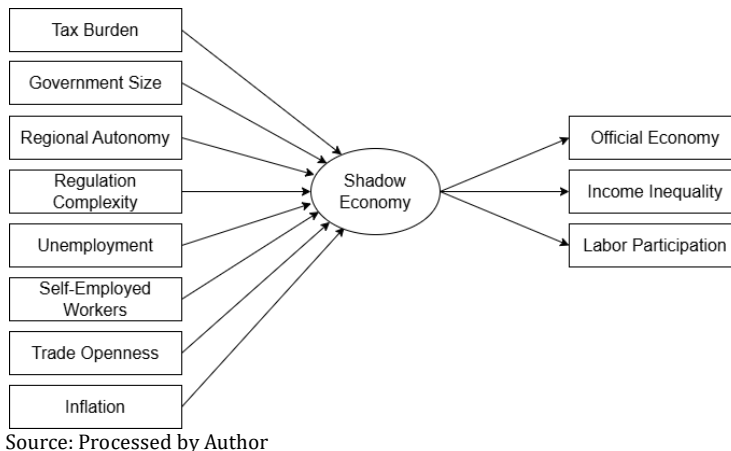 Tax Burden
Government Size
Regional Autonomy
Regulation
Complexity
Unemployment
Self-Employed
Workers
Trade Openness
Inflation
Shadow
Economy
Official Economy
Income Inequality
Labor Participation
Source: Processed by Author